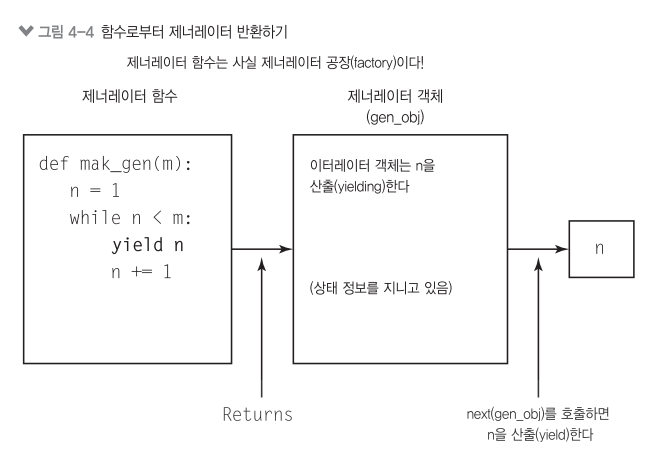 그림 4-4 함수로부터 제너레이터 반환하기
제너레이터 함수는 사실 제너레이터 공장(factory)이다!
제너레이터 함수
제너레이터 객체
(gen_obj)
def mak_gen(m):
n = 1
while n < m:
yield n
n += 1
이터레이터 객체는 n을
산출(yielding)한다
(상태 정보를 지니고 있음)
n
Returns
next(gen_obj)를 호출하면
n을 산출(yield)한다